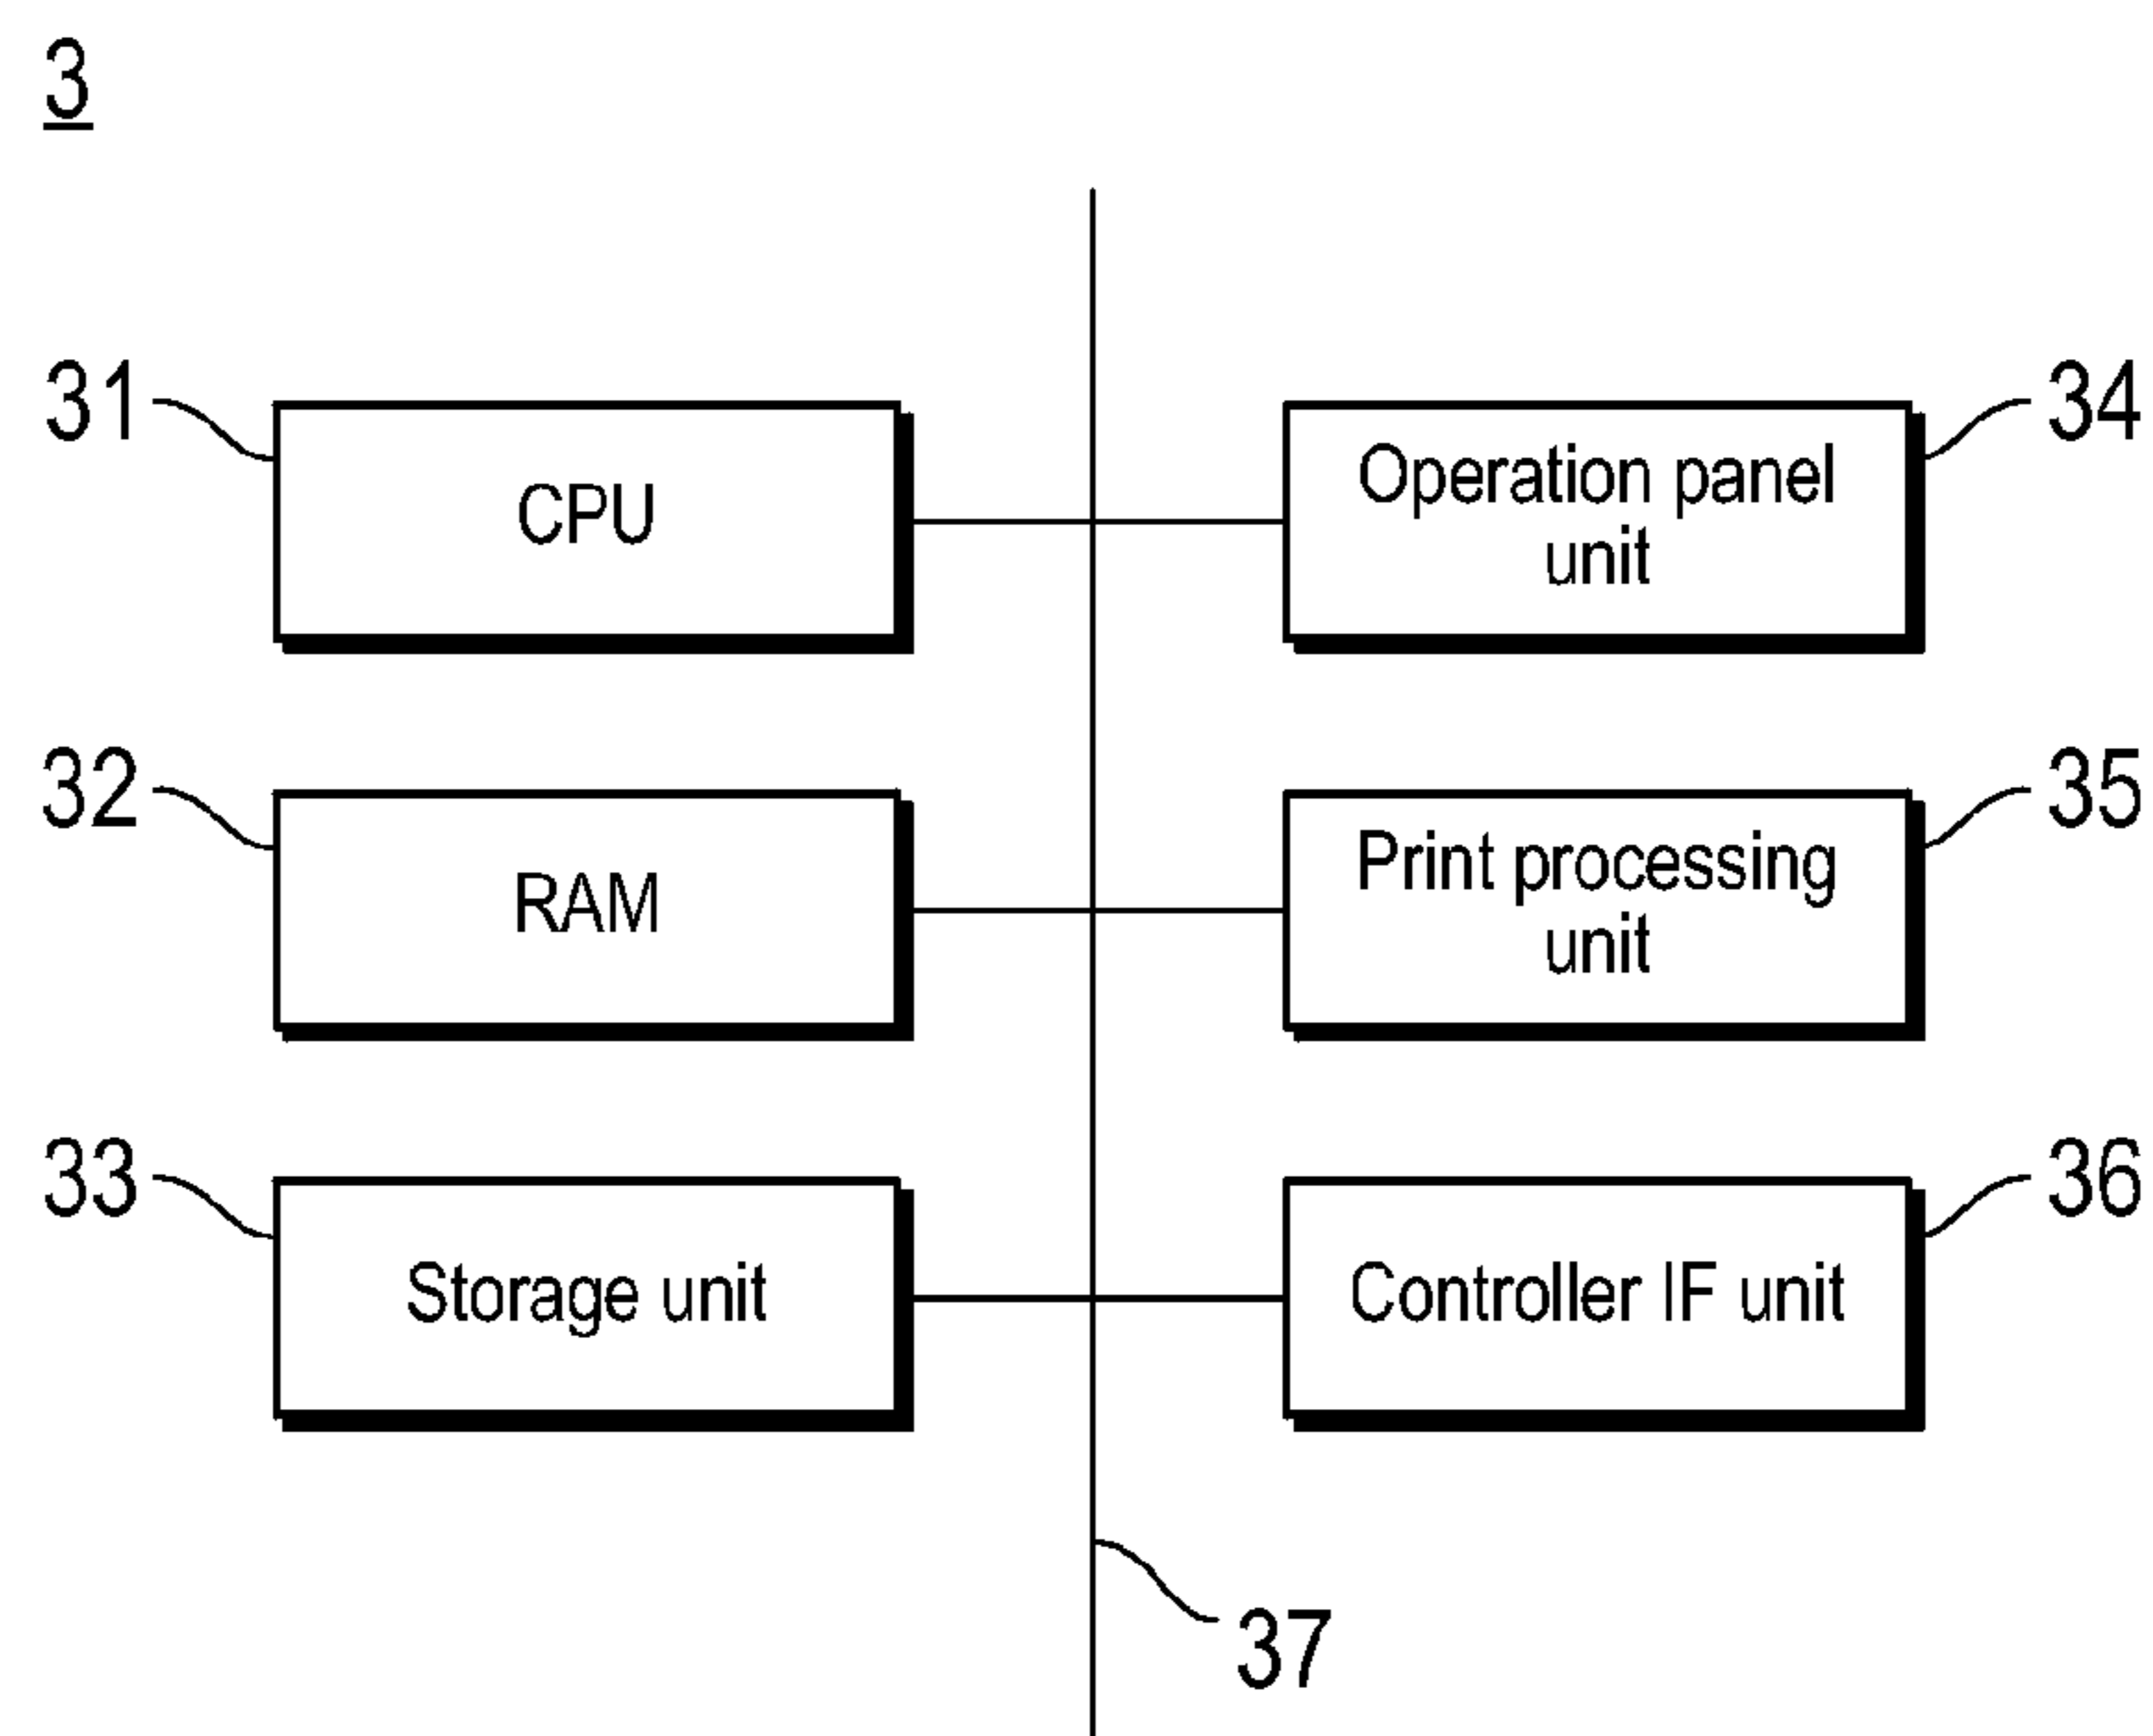 3
31
CPU
Operation panel
unit
34
32
RAM
Print processing
unit
35
33
Storage unit
Controller IF unit
36
37